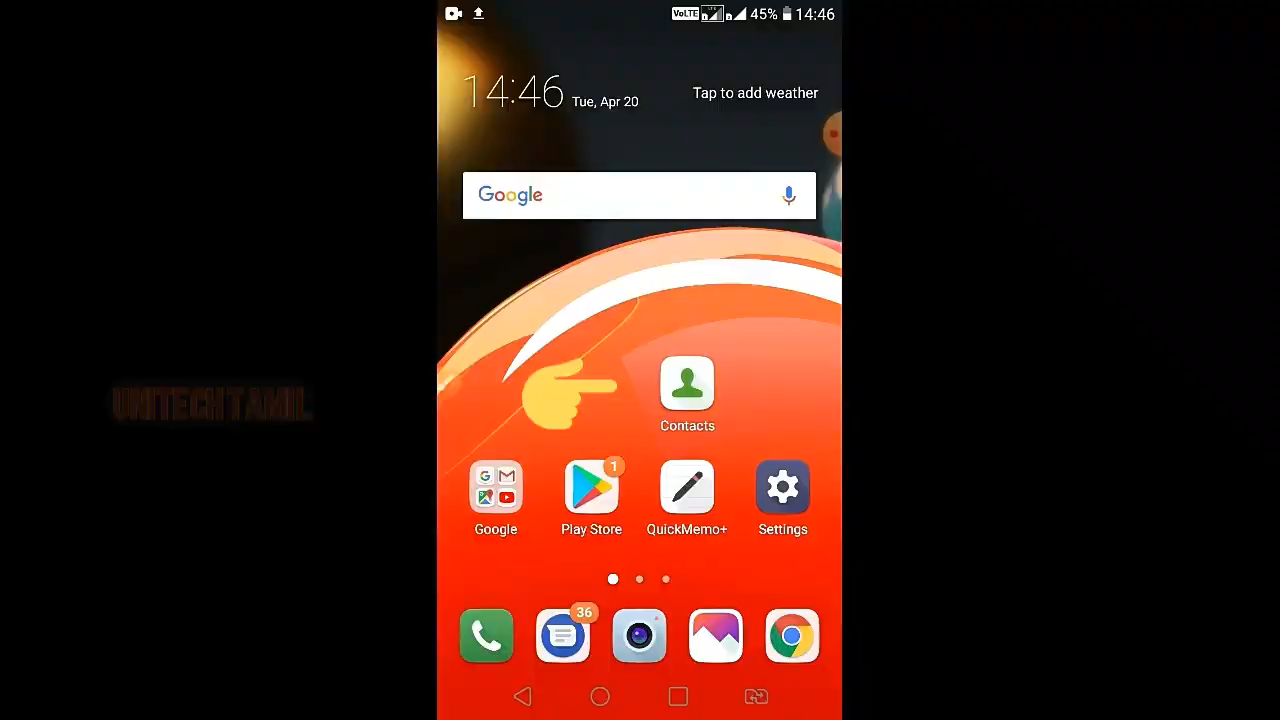 VoLTE 45% 14:46
14:46 Tue, Apr 20 Tap to add weather
Google
UNITECHTAMIL
Contacts
1
Google Play Store QuickMemo+ Settings
36